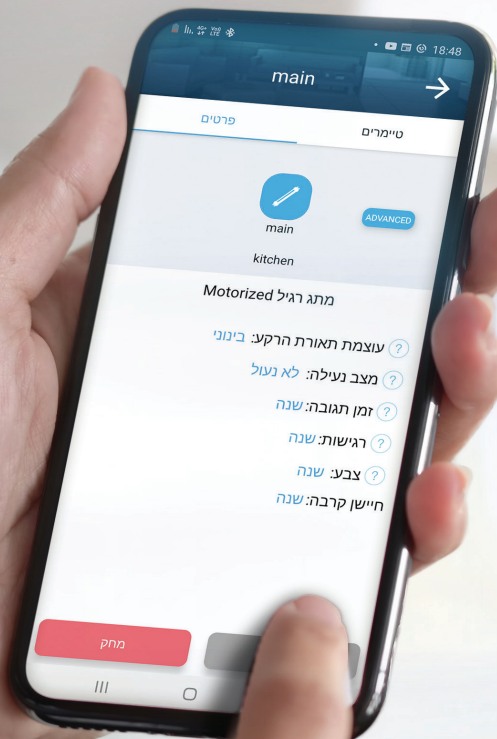 18:48
main
טיימרים
פרטים
main
ADVANCED
kitchen
מתג רגיל Motorized
עוצמת תאורת הרקע: בינוני
מצב נעילה: לא נעול
זמן תגובה: שנה
רגישות: שנה
צבע: שנה
חיישן קרבה: שנה
מחק